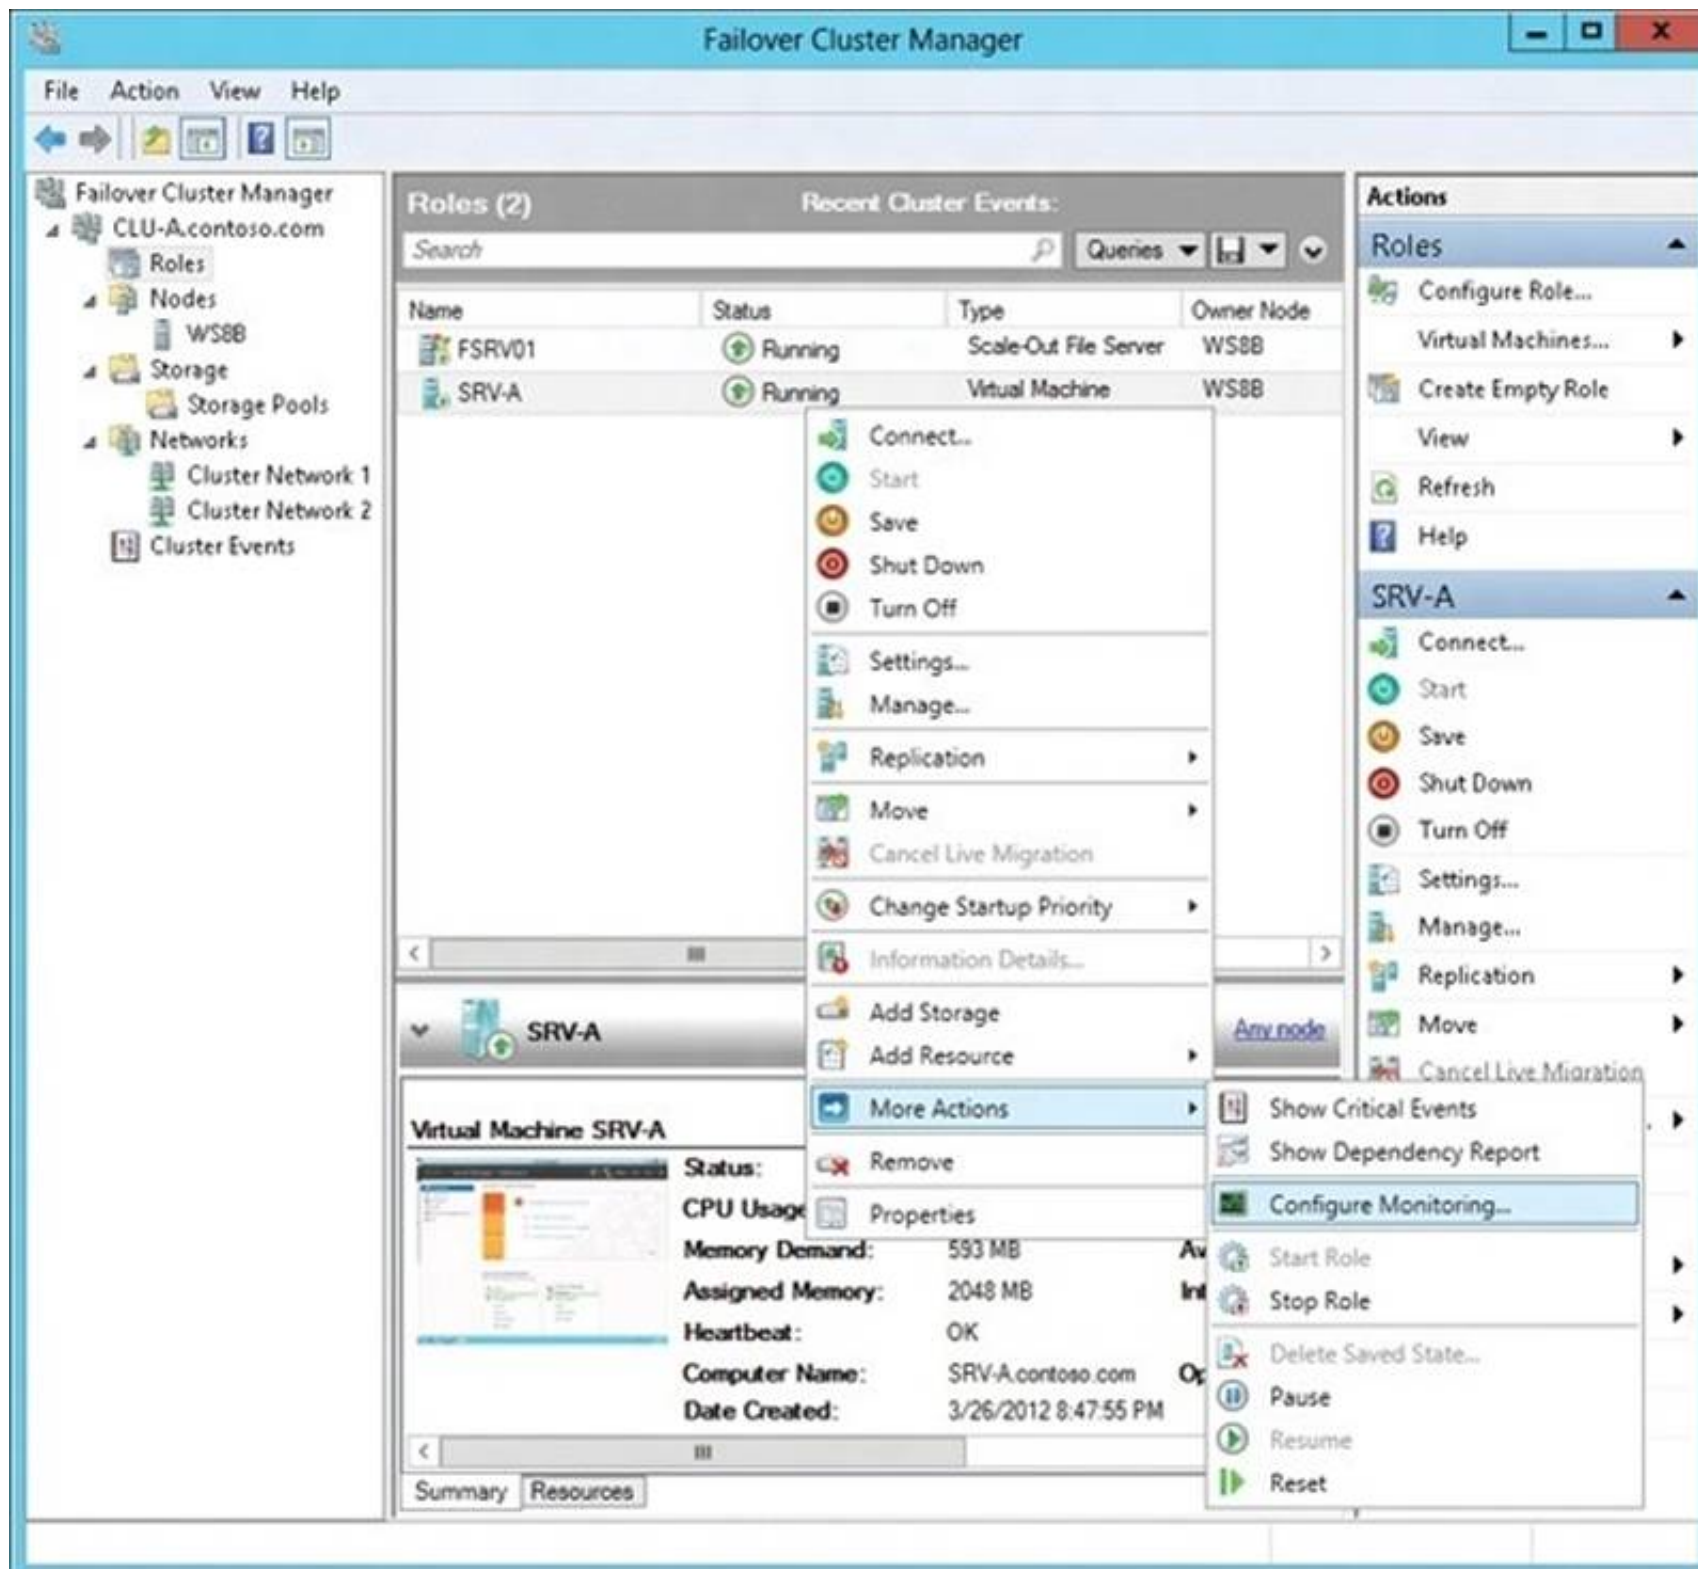 Failover Cluster Manager
File Action View Help
Failover Cluster Manager
CLU-A.contoso.com
Roles
Nodes
WS8B
Storage
Storage Pools
Networks
Cluster Network 1
Cluster Network 2
Cluster Events
Roles (2) Recent Cluster Events:
Search Queries
Name Status Type Owner Node
FSRV01 Running Scale-Out File Server WS8B
SRV-A Running Virtual Machine WS8B
Connect...
Start
Save
Shut Down
Turn Off
Settings...
Manage...
Replication
Move
Cancel Live Migration
Change Startup Priority
Information Details...
Add Storage
Add Resource
More Actions
Remove
Properties
Show Critical Events
Show Dependency Report
Configure Monitoring...
Start Role
Stop Role
Delete Saved State...
Pause
Resume
Reset
SRV-A Any node
Virtual Machine SRV-A
Status:
CPU Usage
Memory Demand: 593 MB Av
Assigned Memory: 2048 MB Int
Heartbeat: OK
Computer Name: SRV-A.contoso.com Op
Date Created: 3/26/2012 8:47:55 PM
Summary Resources
Actions
Roles
Configure Role...
Virtual Machines...
Create Empty Role
View
Refresh
Help
SRV-A
Connect...
Start
Save
Shut Down
Turn Off
Settings...
Manage...
Replication
Move
Cancel Live Migration